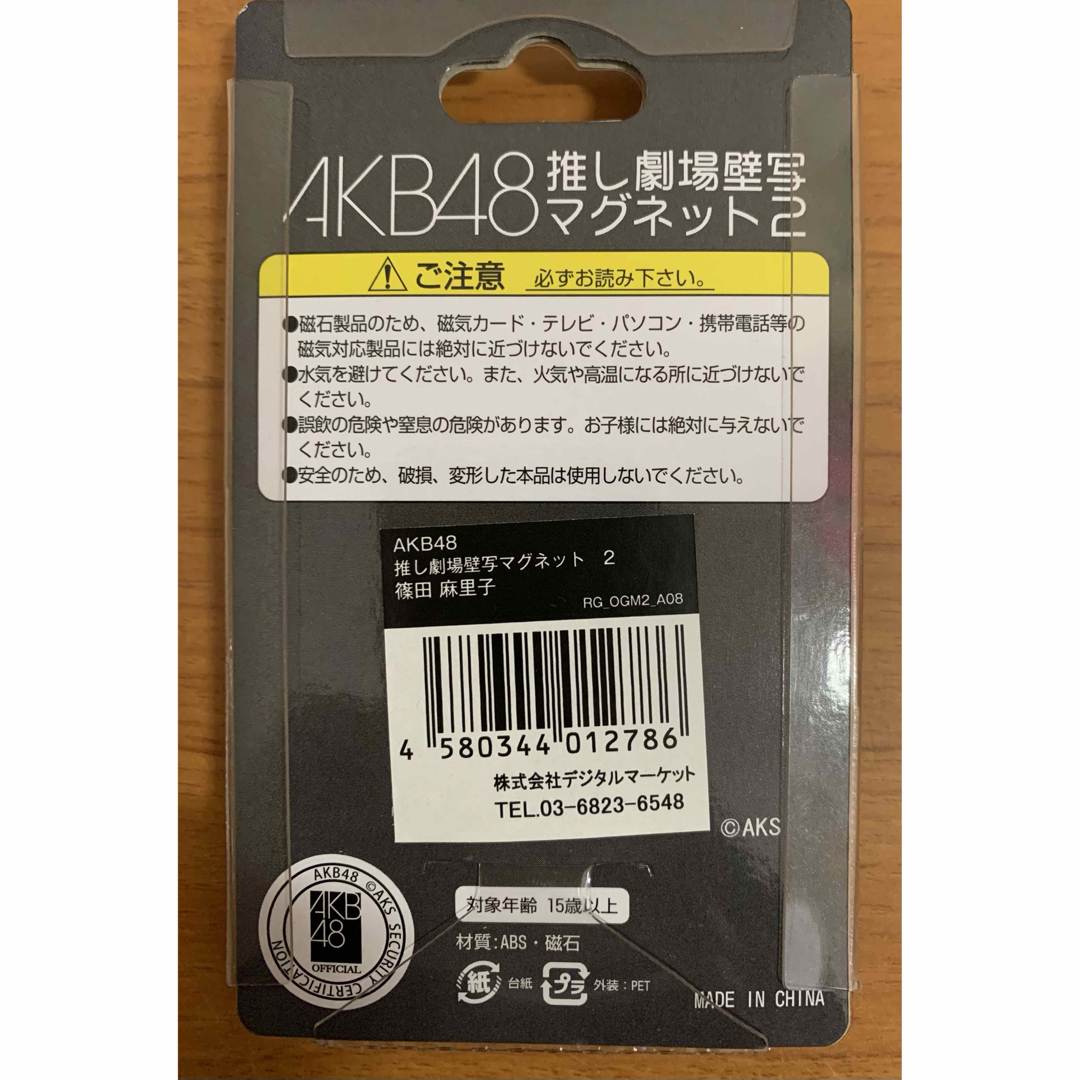 AKB48 推し劇場壁写
マグネット2
ご注意 必ずお読み下さい。
●磁石製品のため、磁気カード・テレビ・パソコン・携帯電話等の
磁気対応製品には絶対に近づけないでください。
●水気を避けてください。また、火気や高温になる所に近づけないで
ください。
●誤飲の危険や窒息の危険があります。お子様には絶対に与えないで
ください。
●安全のため、破損、変形した本品は使用しないでください。
AKB48
推し劇場壁写マグネット 2
篠田 麻里子
RG_OGM2_A08
4 580344 012786
株式会社デジタルマーケット
TEL.03-6823-6548
©AKS
AKB48 ©AKS SECURITY CERTIFICATION
AKB
48
OFFICIAL
対象年齢 15歳以上
材質:ABS・磁石
紙 台紙 プラ 外装:PET
MADE IN CHINA